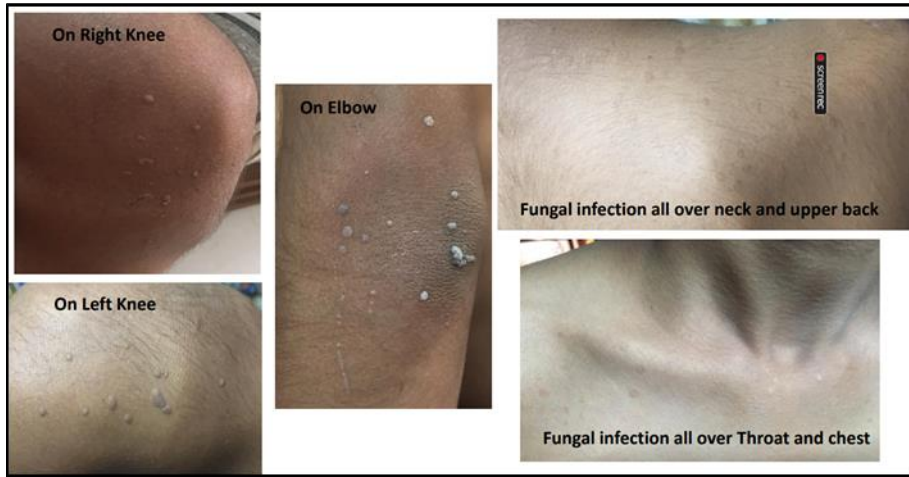 On Right Knee
On Elbow
screenrec
Fungal infection all over neck and upper back
On Left Knee
Fungal infection all over Throat and chest